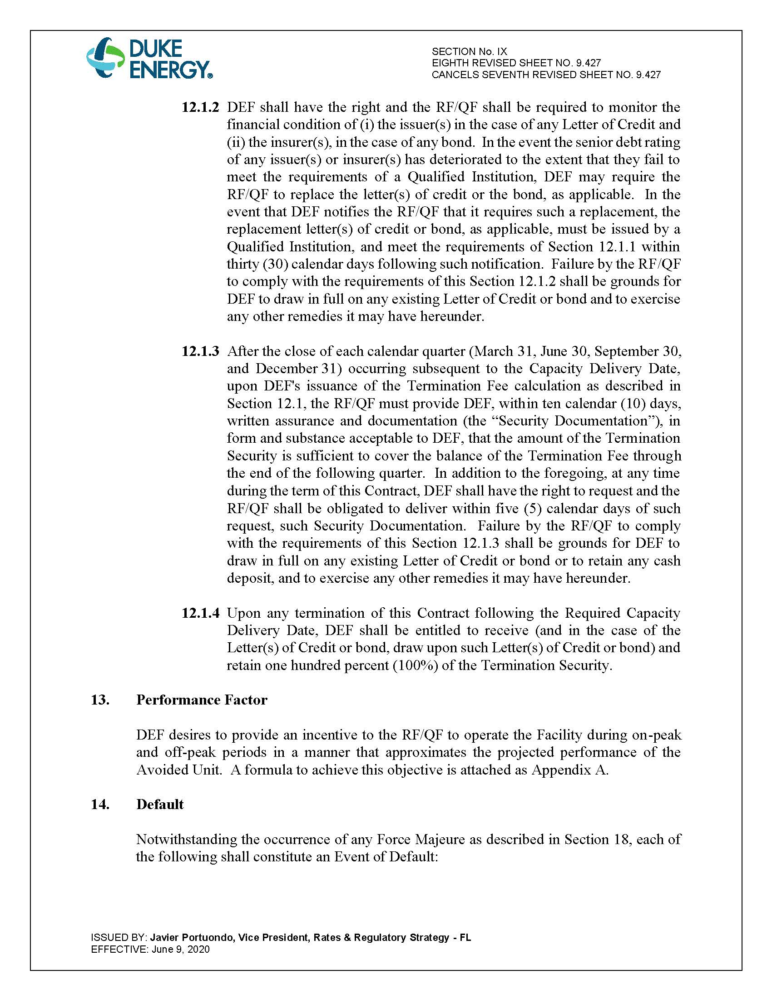 DUKE
ENERGY®
SECTION No. IX
EIGHTH REVISED SHEET NO. 9.427
CANCELS SEVENTH REVISED SHEET NO. 9.427
12.1.2 DEF shall have the right and the RF/QF shall be required to monitor the
financial condition of (i) the issuer(s) in the case of any Letter of Credit and
(ii) the insurer(s), in the case of any bond. In the event the senior debt rating
of any issuer(s) or insurer(s) has deteriorated to the extent that they fail to
meet the requirements of a Qualified Institution, DEF may require the
RF/QF to replace the letter(s) of credit or the bond, as applicable. In the
event that DEF notifies the RF/QF that it requires such a replacement, the
replacement letter(s) of credit or bond, as applicable, must be issued by a
Qualified Institution, and meet the requirements of Section 12.1.1 within
thirty (30) calendar days following such notification. Failure by the RF/QF
to comply with the requirements of this Section 12.1.2 shall be grounds for
DEF to draw in full on any existing Letter of Credit or bond and to exercise
any other remedies it may have hereunder.
12.1.3 After the close of each calendar quarter (March 31, June 30, September 30,
and December 31) occurring subsequent to the Capacity Delivery Date,
upon DEF's issuance of the Termination Fee calculation as described in
Section 12.1, the RF/QF must provide DEF, within ten calendar (10) days,
written assurance and documentation (the “Security Documentation”), in
form and substance acceptable to DEF, that the amount of the Termination
Security is sufficient to cover the balance of the Termination Fee through
the end of the following quarter. In addition to the foregoing, at any time
during the term of this Contract, DEF shall have the right to request and the
RF/QF shall be obligated to deliver within five (5) calendar days of such
request, such Security Documentation. Failure by the RF/QF to comply
with the requirements of this Section 12.1.3 shall be grounds for DEF to
draw in full on any existing Letter of Credit or bond or to retain any cash
deposit, and to exercise any other remedies it may have hereunder.
12.1.4 Upon any termination of this Contract following the Required Capacity
Delivery Date, DEF shall be entitled to receive (and in the case of the
Letter(s) of Credit or bond, draw upon such Letter(s) of Credit or bond) and
retain one hundred percent (100%) of the Termination Security.
13. Performance Factor
DEF desires to provide an incentive to the RF/QF to operate the Facility during on-peak
and off-peak periods in a manner that approximates the projected performance of the
Avoided Unit. A formula to achieve this objective is attached as Appendix A.
14. Default
Notwithstanding the occurrence of any Force Majeure as described in Section 18, each of
the following shall constitute an Event of Default:
ISSUED BY: Javier Portuondo, Vice President, Rates & Regulatory Strategy - FL
EFFECTIVE: June 9, 2020